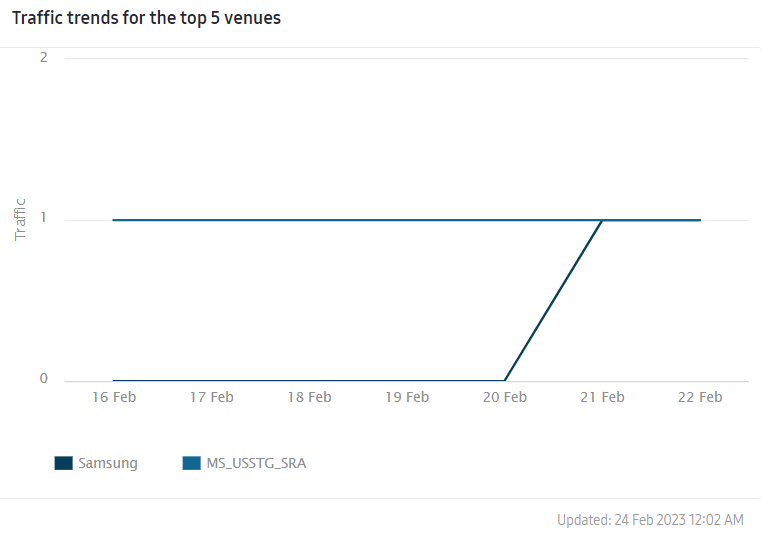 Traffic trends for the top 5 venues
2
1
0
Traffic
16 Feb 17 Feb 18 Feb 19 Feb 20 Feb 21 Feb 22 Feb
Samsung MS_USSTG_SRA
Updated: 24 Feb 2023 12:02 AM